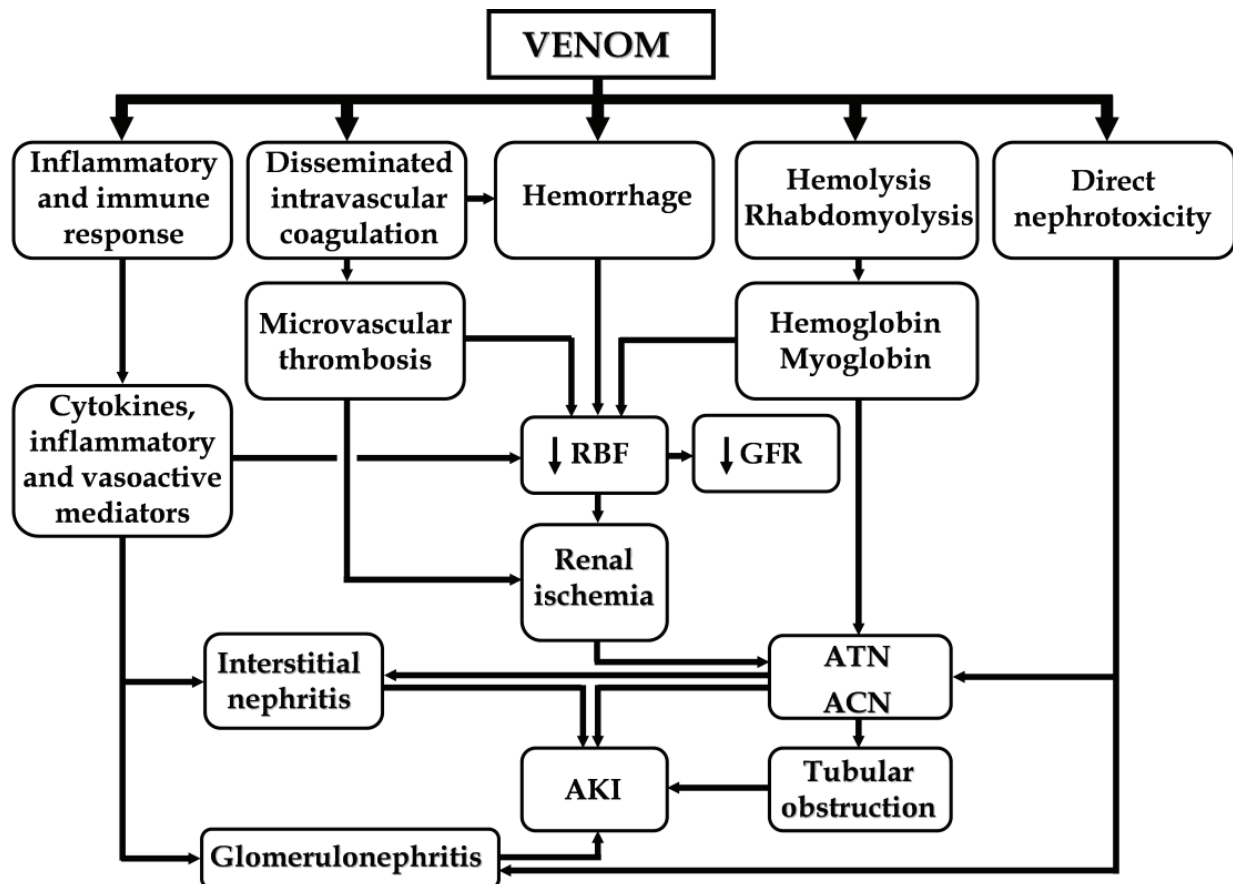 VENOM
Inflammatory
and immune
response
Disseminated
intravascular
coagulation
Hemorrhage
Hemolysis
Rhabdomyolysis
Direct
nephrotoxicity
Microvascular
thrombosis
Hemoglobin
Myoglobin
Cytokines,
inflammatory
and vasoactive
mediators
↓ RBF
↓ GFR
Renal
ischemia
Interstitial
nephritis
ATN
ACN
AKI
Tubular
obstruction
Glomerulonephritis